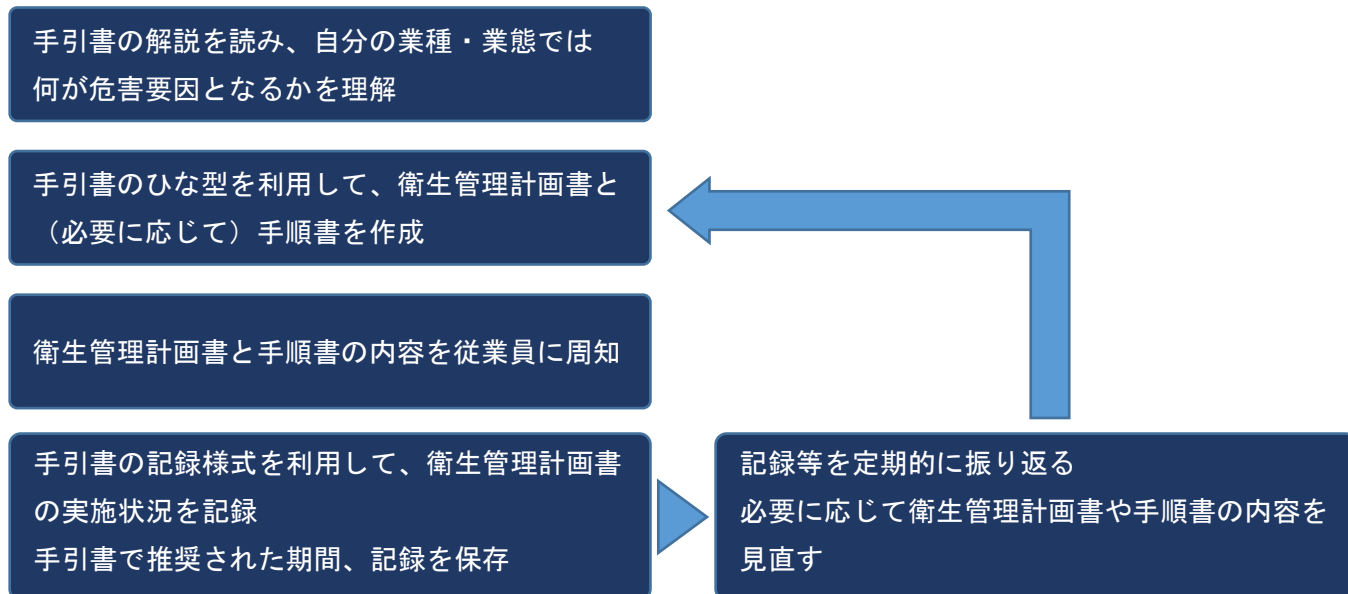 手引書の解説を読み、自分の業種・業態では
何が危害要因となるかを理解
手引書のひな型を利用して、衛生管理計画書と
（必要に応じて）手順書を作成
衛生管理計画書と手順書の内容を従業員に周知
手引書の記録様式を利用して、衛生管理計画書
の実施状況を記録
手引書で推奨された期間、記録を保存
記録等を定期的に振り返る
必要に応じて衛生管理計画書や手順書の内容を
見直す